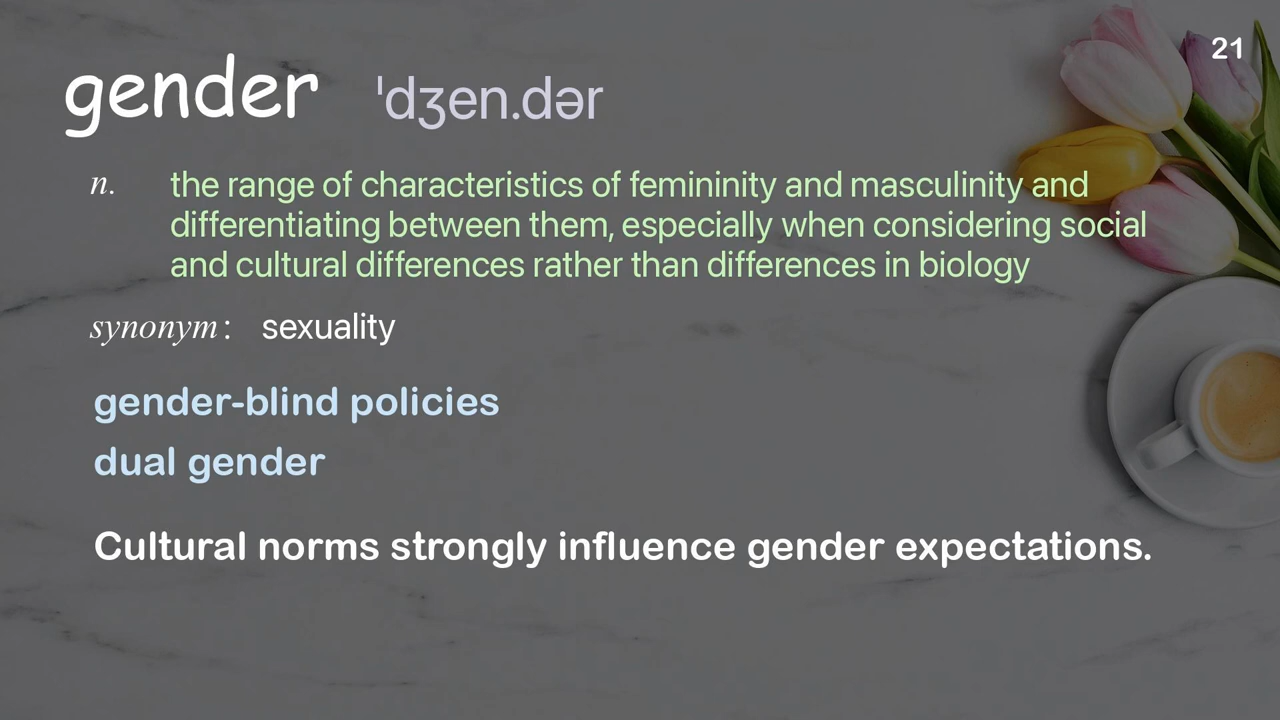 21
gender ˈdʒen.dər
n. the range of characteristics of femininity and masculinity and
differentiating between them, especially when considering social
and cultural differences rather than differences in biology
synonym: sexuality
gender-blind policies
dual gender
Cultural norms strongly influence gender expectations.